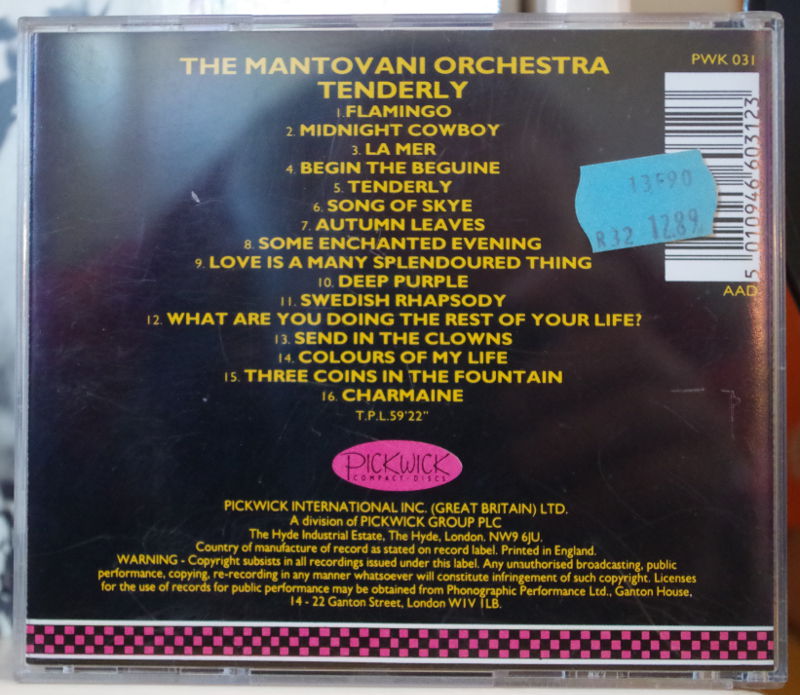 THE MANTOVANI ORCHESTRA
TENDERLY
1.FLAMINGO
2. MIDNIGHT COWBOY
3. LA MER
4. BEGIN THE BEGUINE
5. TENDERLY
6. SONG OF SKYE
7. AUTUMN LEAVES
8. SOME ENCHANTED EVENING
9. LOVE IS A MANY SPLENDOURED THING
10. DEEP PURPLE
11. SWEDISH RHAPSODY
12. WHAT ARE YOU DOING THE REST OF YOUR LIFE?
13. SEND IN THE CLOWNS
14. COLOURS OF MY LIFE
15. THREE COINS IN THE FOUNTAIN
16. CHARMAINE
T.P.L.59'22"
PWK 031
5 010946 603123
13F90
R32 12.89
AAD
PICKWICK
COMPACT·DISCS
PICKWICK INTERNATIONAL INC. (GREAT BRITAIN) LTD.
A division of PICKWICK GROUP PLC
The Hyde Industrial Estate, The Hyde, London. NW9 6JU.
Country of manufacture of record as stated on record label. Printed in England.
WARNING - Copyright subsists in all recordings issued under this label. Any unauthorised broadcasting, public
performance, copying, re-recording in any manner whatsoever will constitute infringement of such copyright. Licenses
for the use of records for public performance may be obtained from Phonographic Performance Ltd., Ganton House,
14 - 22 Ganton Street, London W1V 1LB.